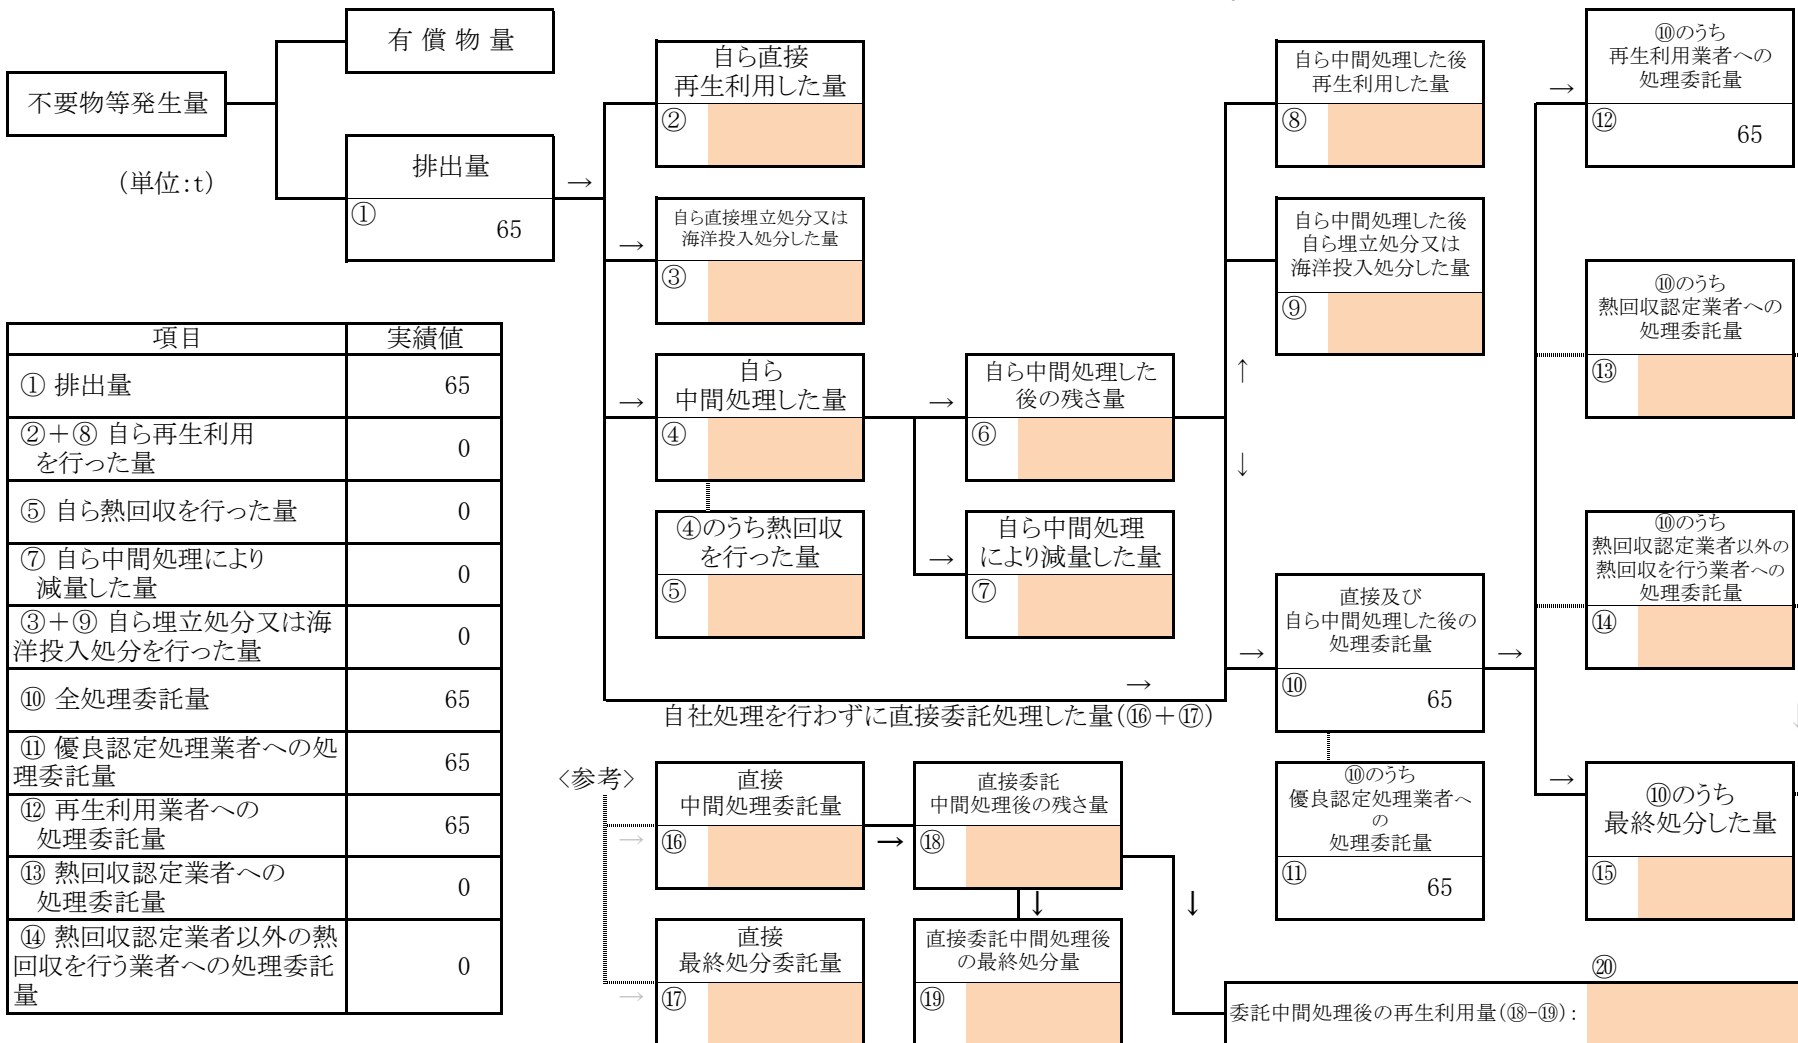 不要物等発生量
(単位:t)
有 償 物 量
排出量
①
65
→
自ら直接
再生利用した量
②
→
自ら直接埋立処分又は
海洋投入処分した量
③
→
自ら
中間処理した量
④
④のうち熱回収
を行った量
⑤
→
自ら中間処理した
後の残さ量
⑥
→
自ら中間処理
により減量した量
⑦
自ら中間処理した後
再生利用した量
⑧
自ら中間処理した後
自ら埋立処分又は
海洋投入処分した量
⑨
↑
↓
→
自社処理を行わずに直接委託処理した量(⑯+⑰)
→
直接及び
自ら中間処理した後の
処理委託量
⑩
65
⑩のうち
優良認定処理業者へ
の
処理委託量
⑪
65
→
→
⑩のうち
再生利用業者への
処理委託量
⑫
65
⑩のうち
熱回収認定業者への
処理委託量
⑬
⑩のうち
熱回収認定業者以外の
熱回収を行う業者への
処理委託量
⑭
→
⑩のうち
最終処分した量
⑮
項目 実績値
① 排出量 65
②+⑧ 自ら再生利用
を行った量 0
⑤ 自ら熱回収を行った量 0
⑦ 自ら中間処理により
減量した量 0
③+⑨ 自ら埋立処分又は海
洋投入処分を行った量 0
⑩ 全処理委託量 65
⑪ 優良認定処理業者への処
理委託量 65
⑫ 再生利用業者への
処理委託量 65
⑬ 熱回収認定業者への
処理委託量 0
⑭ 熱回収認定業者以外の熱
回収を行う業者への処理委託
量 0
<参考>
→
直接
中間処理委託量
⑯
→
直接委託
中間処理後の残さ量
⑱
↓
↓
→
直接
最終処分委託量
⑰
直接委託中間処理後
の最終処分量
⑲
⑳
委託中間処理後の再生利用量(⑱-⑲):